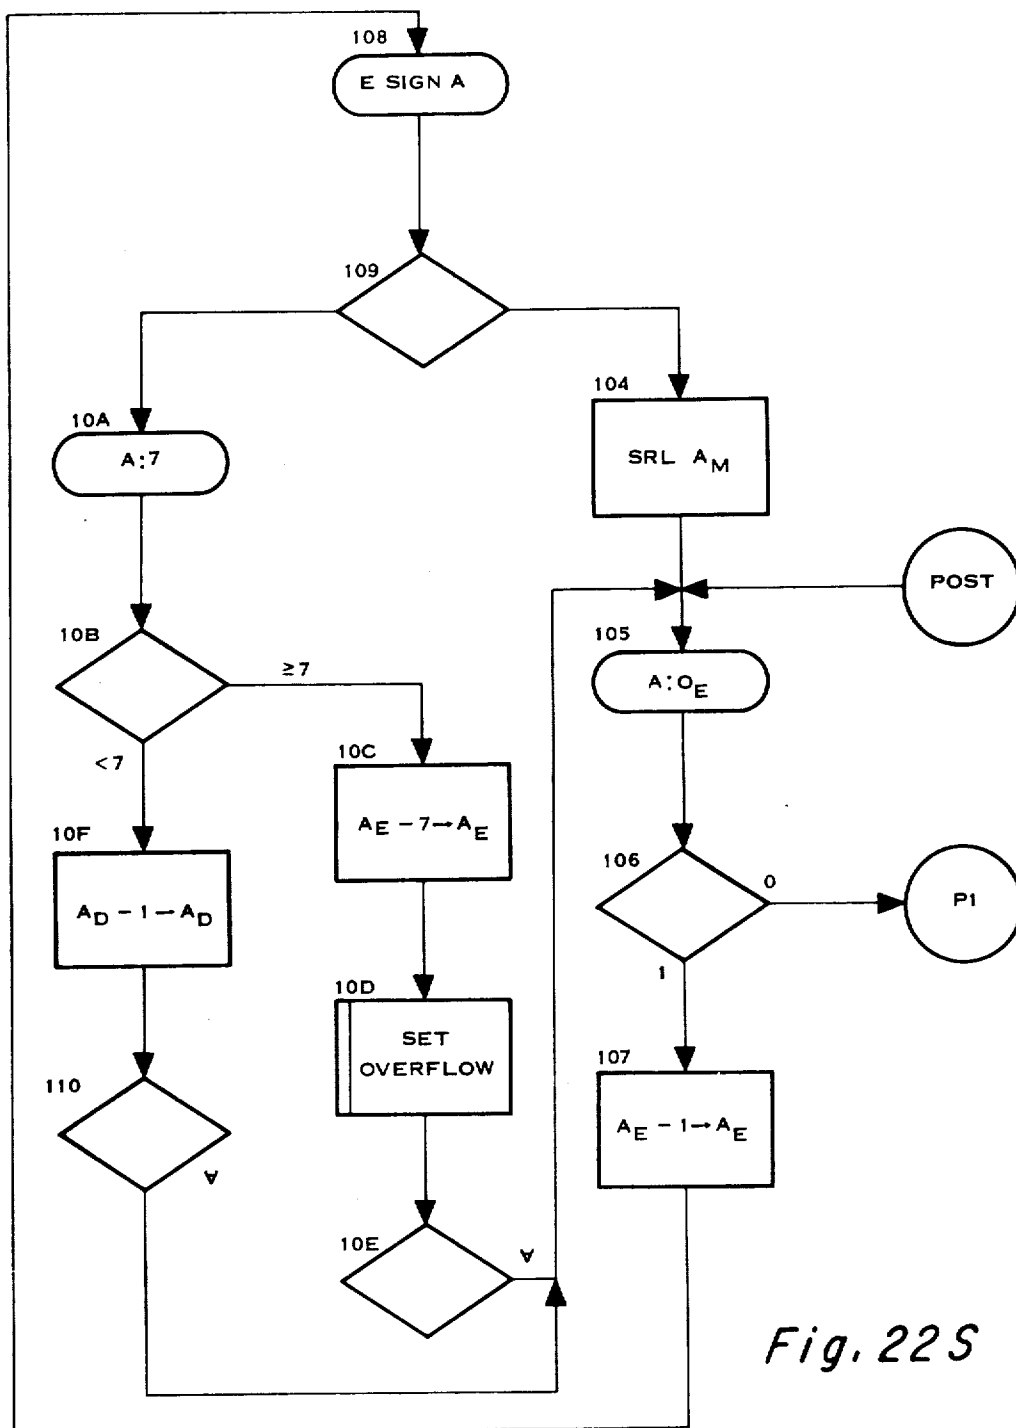 108
E SIGN A
109
10A
A:7
104
SRL A_M
POST
10B
≥7
<7
105
A:O_E
10C
A_E − 7 → A_E
10F
A_D − 1 → A_D
106
0
1
P1
10D
SET
OVERFLOW
107
A_E − 1 → A_E
110
∀
10E
∀
Fig. 22S